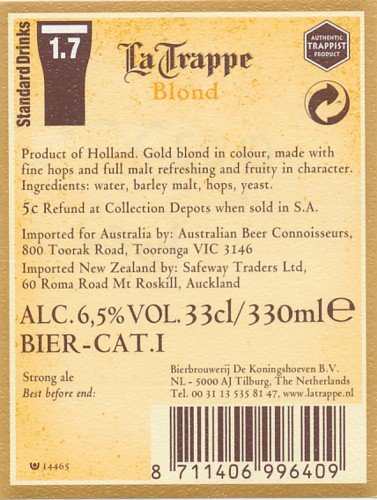 Standard Drinks
1.7
La Trappe
Blond
AUTHENTIC
TRAPPIST
PRODUCT
Product of Holland. Gold blond in colour, made with
fine hops and full malt refreshing and fruity in character.
Ingredients: water, barley malt, hops, yeast.
5c Refund at Collection Depots when sold in S.A.
Imported for Australia by: Australian Beer Connoisseurs,
800 Toorak Road, Tooronga VIC 3146
Imported New Zealand by: Safeway Traders Ltd,
60 Roma Road Mt Roskill, Auckland
ALC. 6,5% VOL. 33cl/330ml e
BIER-CAT.I
Strong ale
Best before end:
Bierbrouwerij De Koningshoeven B.V.
NL - 5000 AJ Tilburg, The Netherlands
Tel. 00 31 13 535 81 47, www.latrappe.nl
14465
8 711406 996409